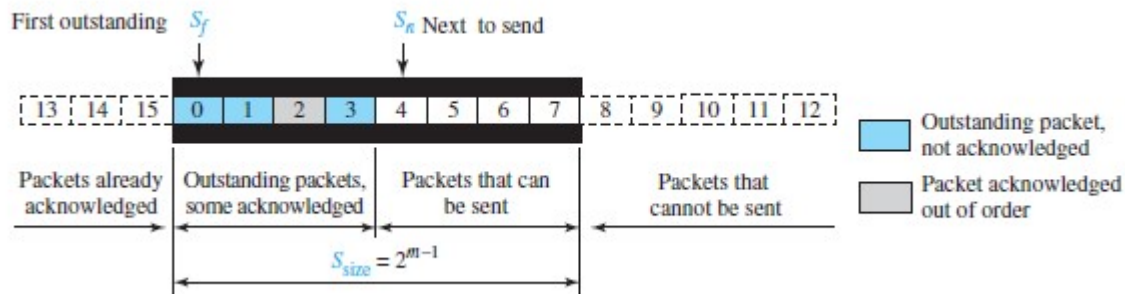 First outstanding S_f S_n Next to send
13 14 15 0 1 2 3 4 5 6 7 8 9 10 11 12
Outstanding packet,
not acknowledged
Packet acknowledged
out of order
Packets already
acknowledged
Outstanding packets,
some acknowledged
Packets that can
be sent
Packets that
cannot be sent
S_size = 2^{m–1}